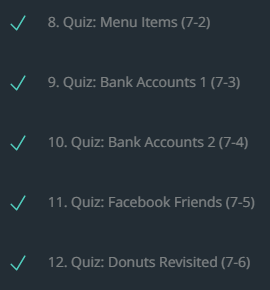 8. Quiz: Menu Items (7-2)
9. Quiz: Bank Accounts 1 (7-3)
10. Quiz: Bank Accounts 2 (7-4)
11. Quiz: Facebook Friends (7-5)
12. Quiz: Donuts Revisited (7-6)